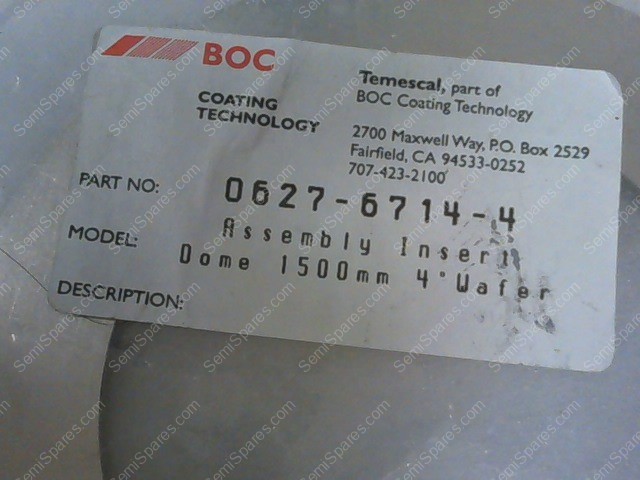 BOC
COATING
TECHNOLOGY
Temescal, part of
BOC Coating Technology
2700 Maxwell Way, P.O. Box 2529
Fairfield, CA 94533-0252
707-423-2100
PART NO: 0627-6714-4
MODEL: Assembly Insert
Dome 1500mm 4" Wafer
DESCRIPTION:
SemiSpares.com